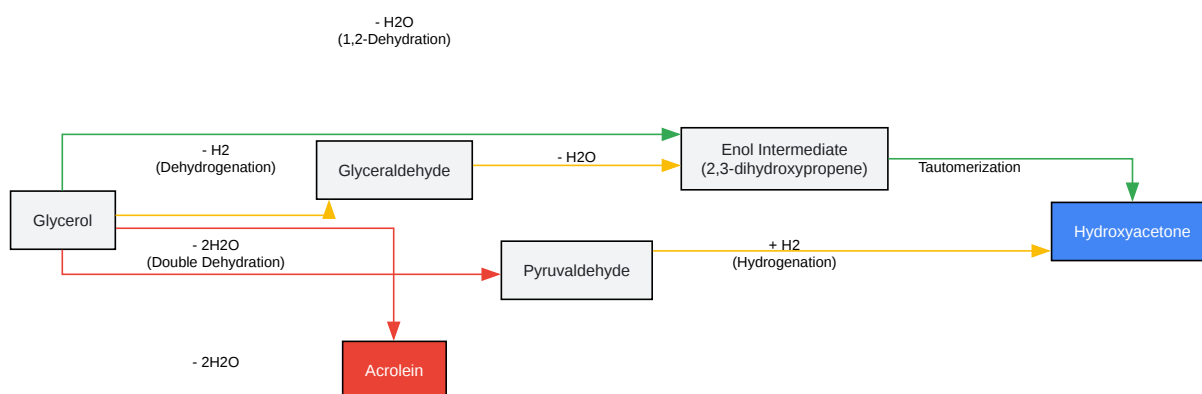 - H2O
(1,2-Dehydration)
- H2
(Dehydrogenation)
Glyceraldehyde
- H2O
Enol Intermediate
(2,3-dihydroxypropene)
Tautomerization
Glycerol
Hydroxyacetone
- 2H2O
(Double Dehydration)
Pyruvaldehyde
+ H2
(Hydrogenation)
- 2H2O
Acrolein